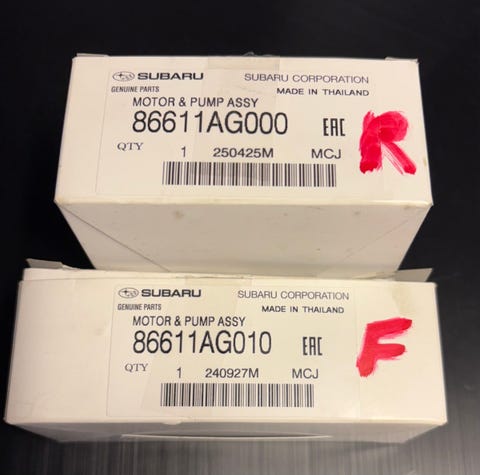 SUBARU SUBARU CORPORATION
GENUINE PARTS MADE IN THAILAND
MOTOR & PUMP ASSY
86611AG000 EAC R
QTY 1 250425M MCJ
SUBARU SUBARU CORPORATION
GENUINE PARTS MADE IN THAILAND
MOTOR & PUMP ASSY
86611AG010 EAC F
QTY 1 240927M MCJ